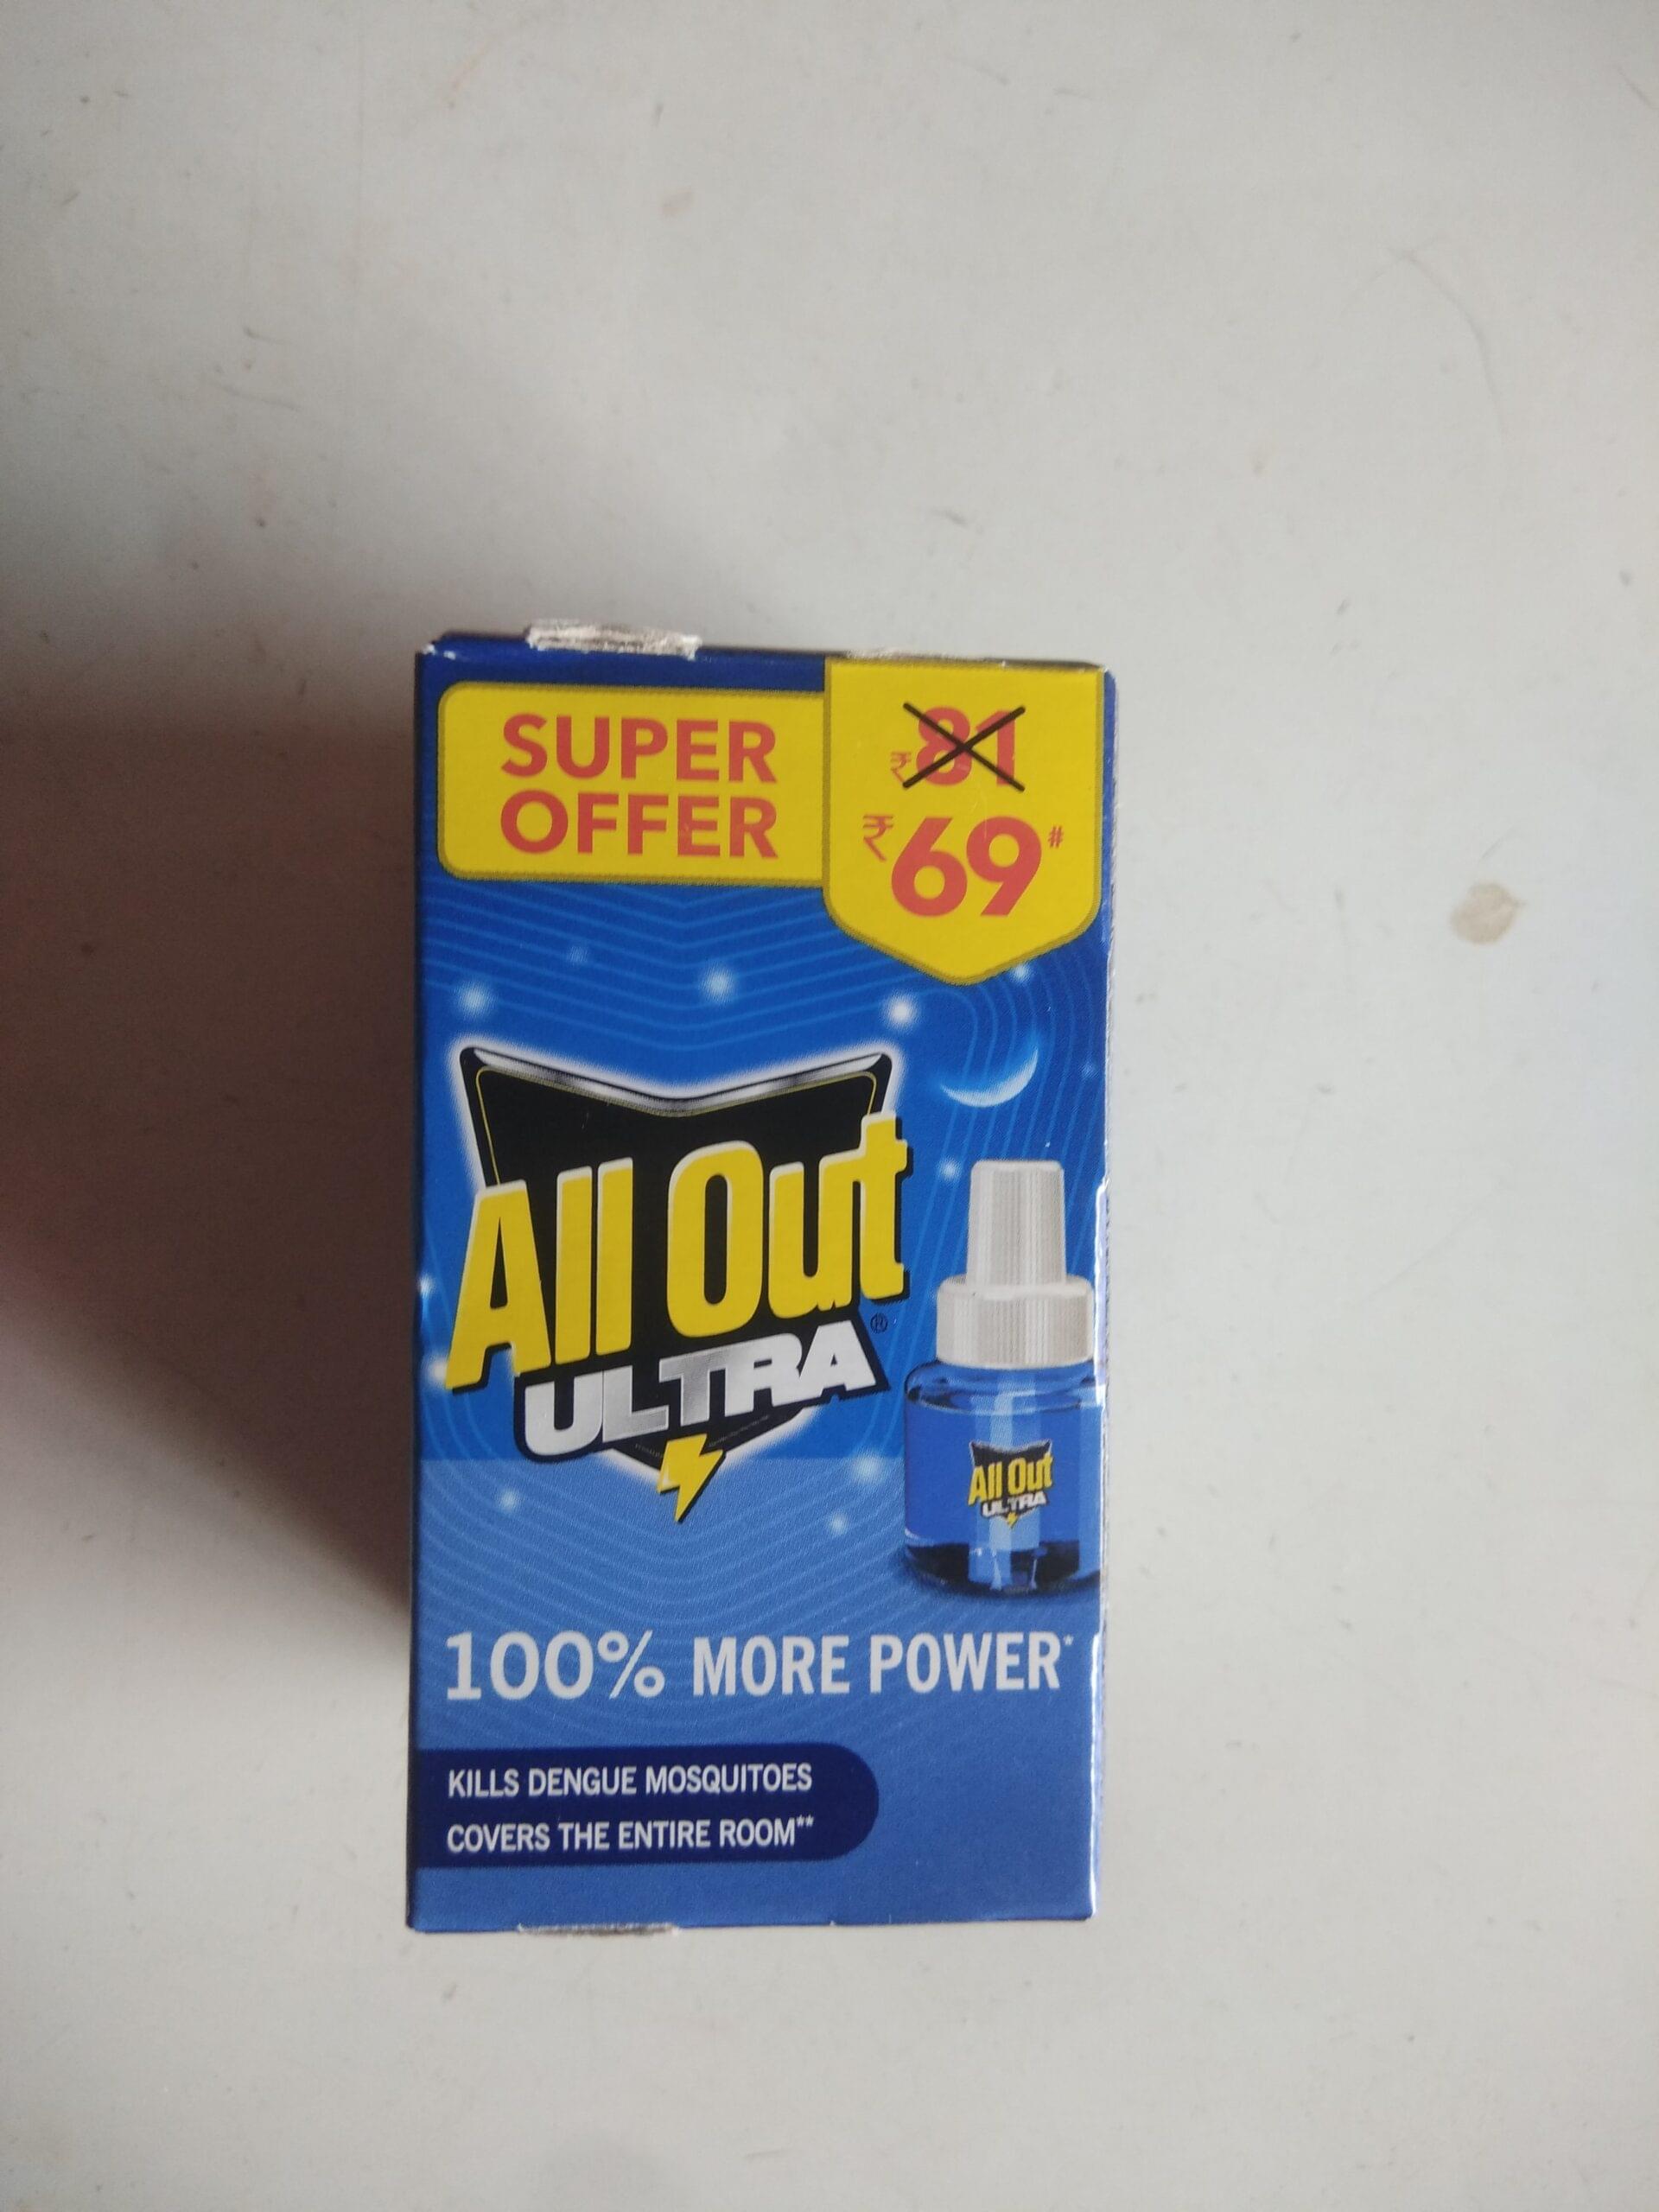 SUPER
OFFER
₹81
₹69#
All Out
ULTRA®
All Out
ULTRA
100% MORE POWER*
KILLS DENGUE MOSQUITOES
COVERS THE ENTIRE ROOM**